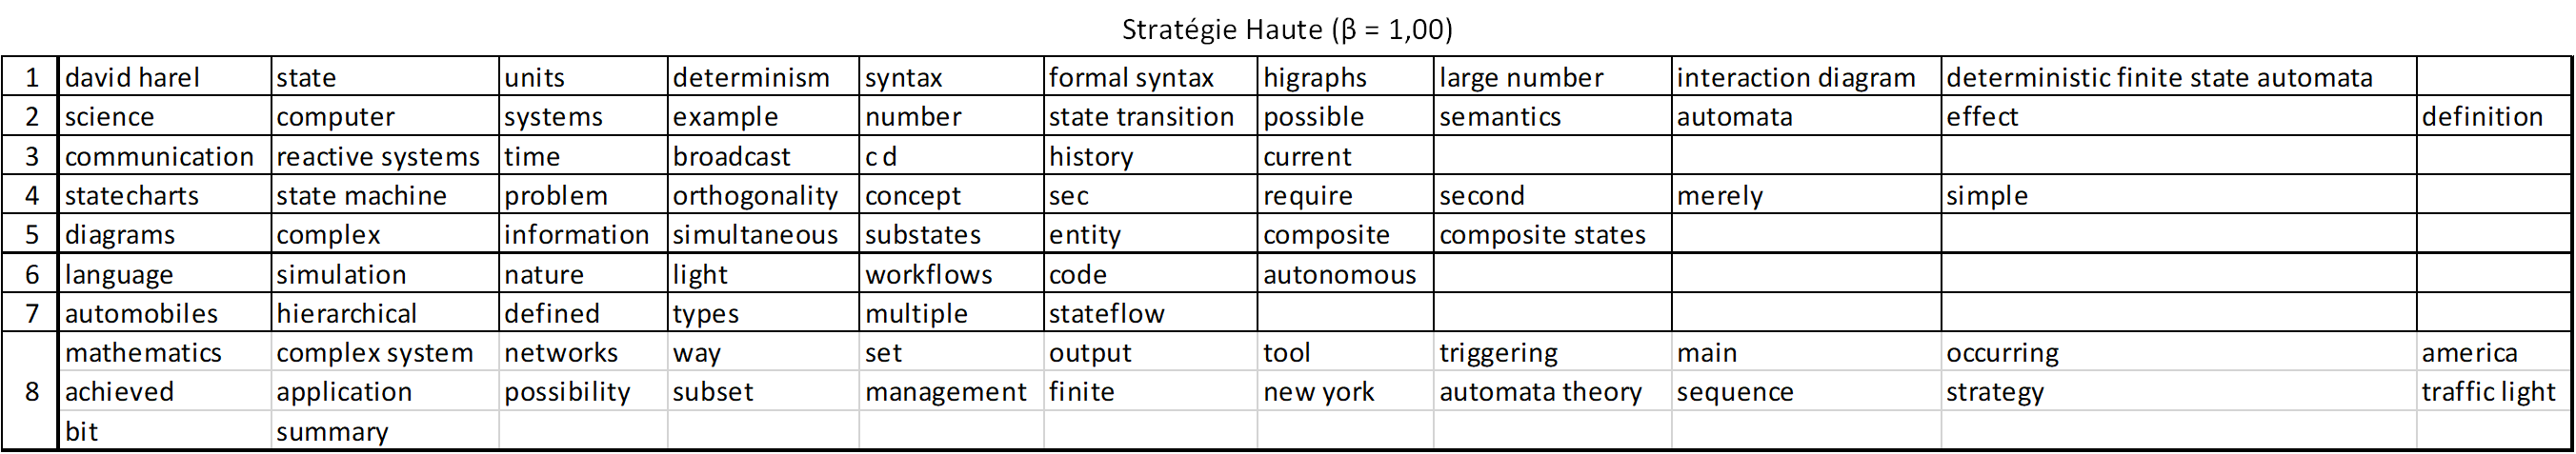 Stratégie Haute (β = 1,00)
1 david harel state units determinism syntax formal syntax higraphs large number interaction diagram deterministic finite state automata
2 science computer systems example number state transition possible semantics automata effect definition
3 communication reactive systems time broadcast c d history current
4 statecharts state machine problem orthogonality concept sec require second merely simple
5 diagrams complex information simultaneous substates entity composite composite states
6 language simulation nature light workflows code autonomous
7 automobiles hierarchical defined types multiple stateflow
mathematics complex system networks way set output tool triggering main occurring america
8 achieved application possibility subset management finite new york automata theory sequence strategy traffic light
bit summary